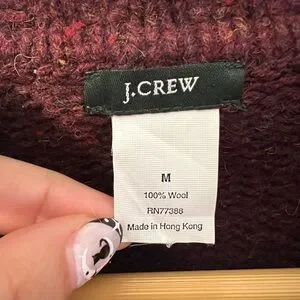 J.CREW
M
100% Wool
RN77388
Made in Hong Kong